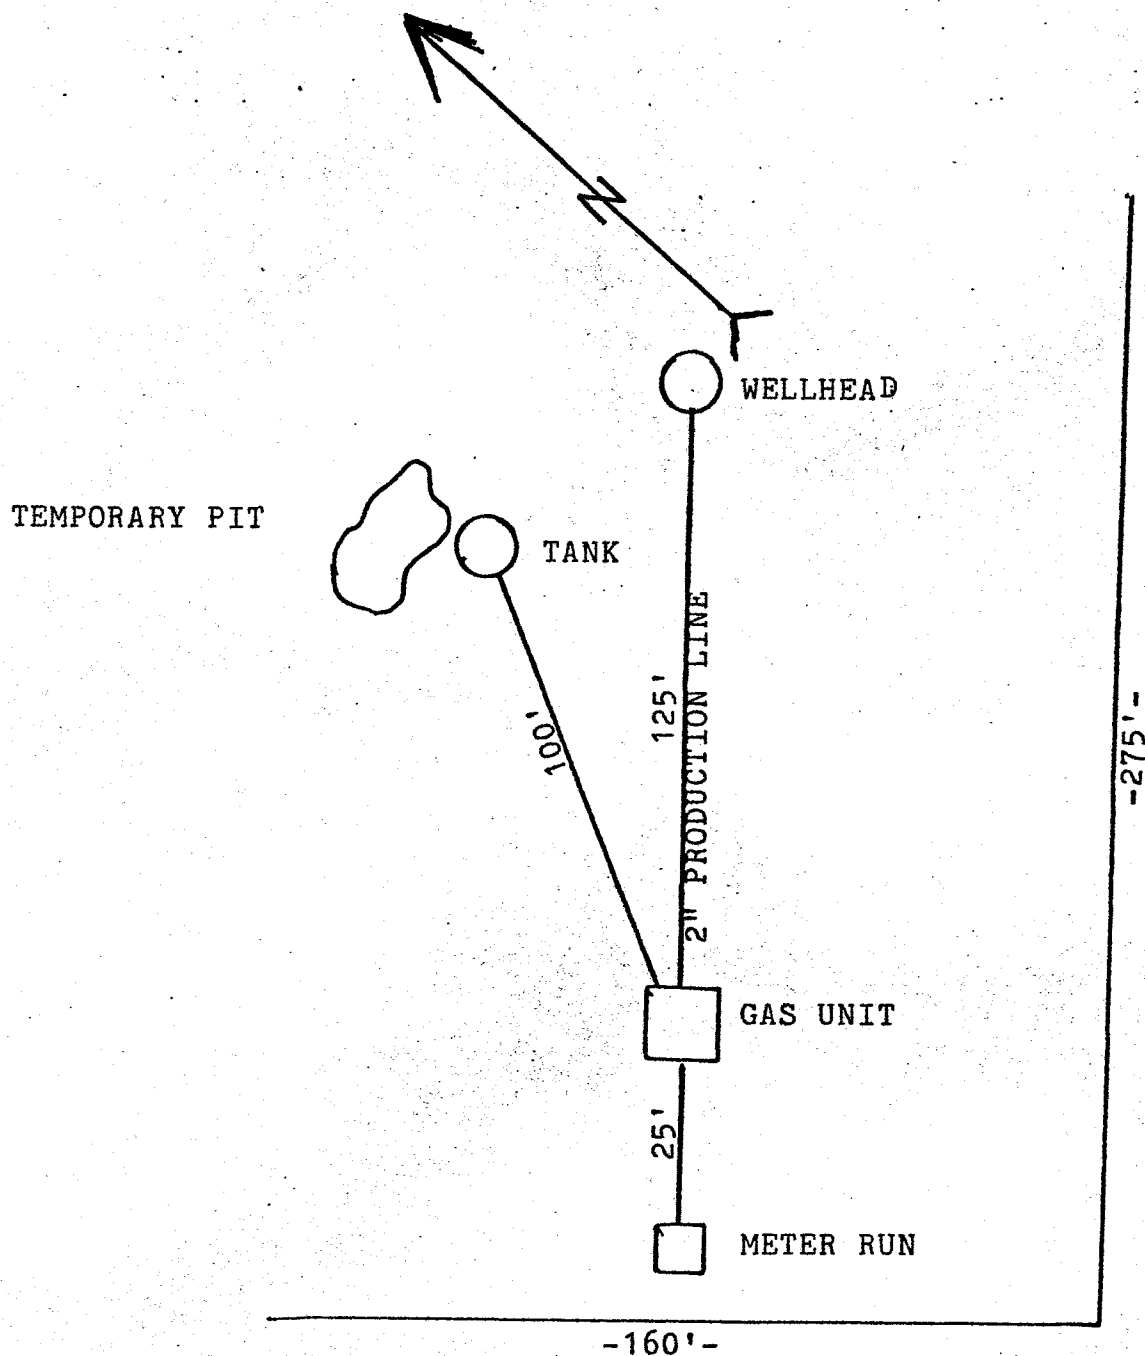 N
WELLHEAD
TEMPORARY PIT
TANK
100'
125'
2" PRODUCTION LINE
-275'-
GAS UNIT
25'
METER RUN
-160'-